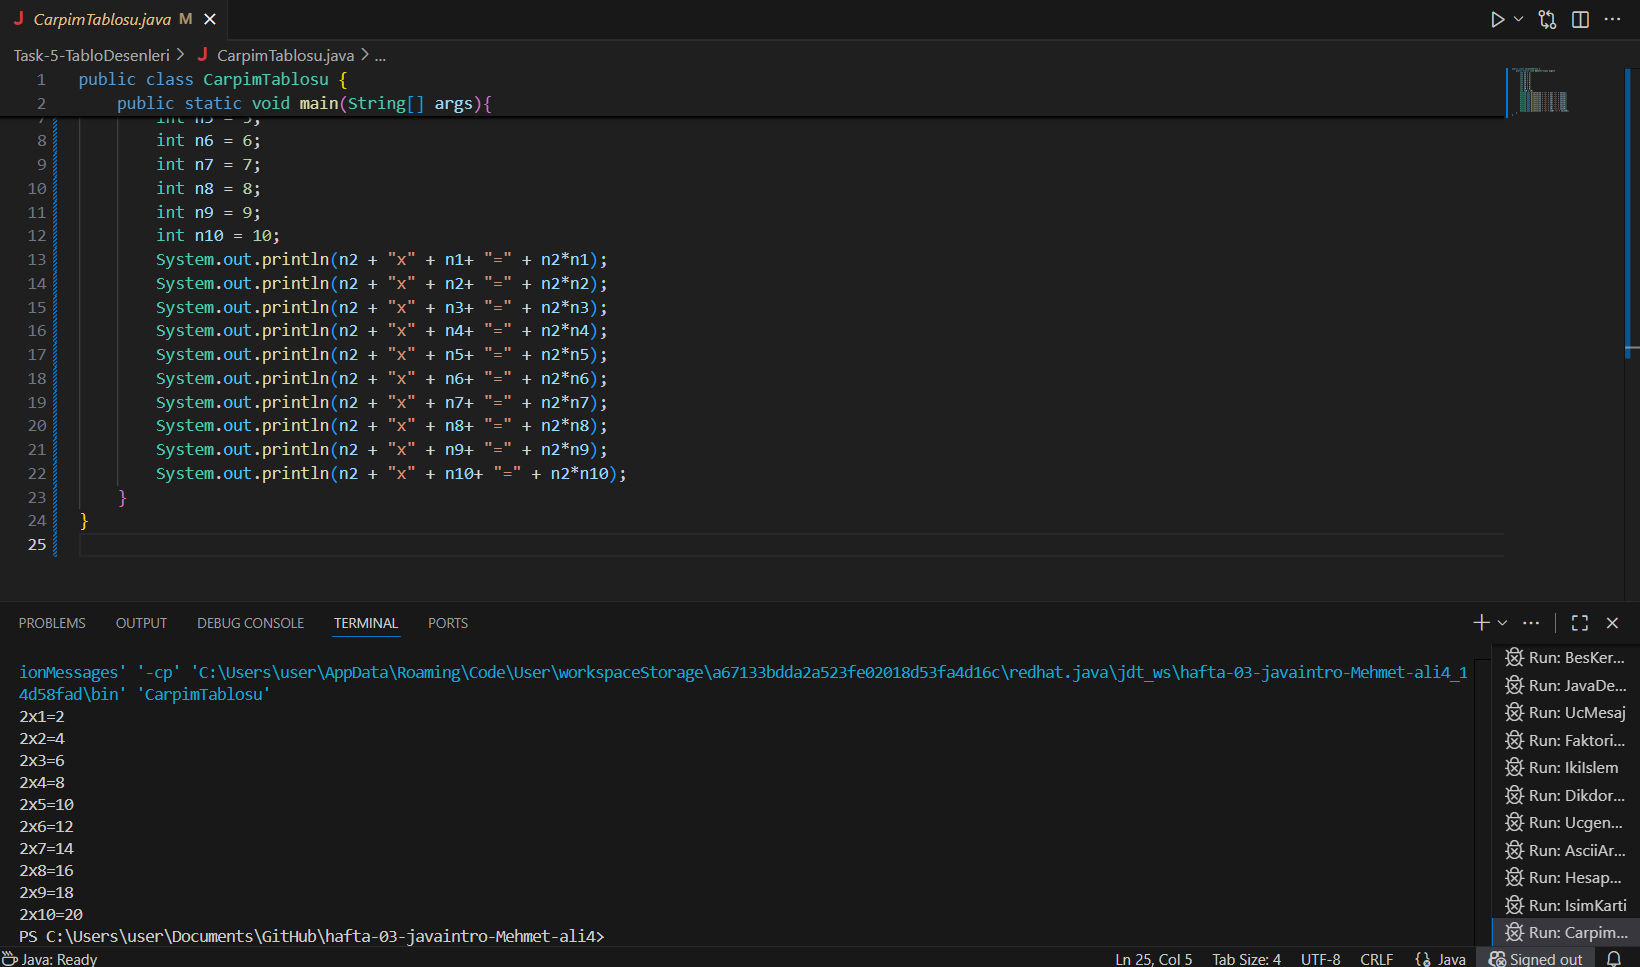 CarpimTablosu.java M
Task-5-TabloDesenleri > CarpimTablosu.java > ...
1 public class CarpimTablosu {
2 public static void main(String[] args){
7 int n5 = 5;
8 int n6 = 6;
9 int n7 = 7;
10 int n8 = 8;
11 int n9 = 9;
12 int n10 = 10;
13 System.out.println(n2 + "x" + n1+ "=" + n2*n1);
14 System.out.println(n2 + "x" + n2+ "=" + n2*n2);
15 System.out.println(n2 + "x" + n3+ "=" + n2*n3);
16 System.out.println(n2 + "x" + n4+ "=" + n2*n4);
17 System.out.println(n2 + "x" + n5+ "=" + n2*n5);
18 System.out.println(n2 + "x" + n6+ "=" + n2*n6);
19 System.out.println(n2 + "x" + n7+ "=" + n2*n7);
20 System.out.println(n2 + "x" + n8+ "=" + n2*n8);
21 System.out.println(n2 + "x" + n9+ "=" + n2*n9);
22 System.out.println(n2 + "x" + n10+ "=" + n2*n10);
23 }
24 }
25
PROBLEMS OUTPUT DEBUG CONSOLE TERMINAL PORTS
ionMessages' '-cp' 'C:\Users\user\AppData\Roaming\Code\User\workspaceStorage\a67133bdda2a523fe02018d53fa4d16c\redhat.java\jdt_ws\hafta-03-javaintro-Mehmet-ali4_1
4d58fad\bin' 'CarpimTablosu'
2x1=2
2x2=4
2x3=6
2x4=8
2x5=10
2x6=12
2x7=14
2x8=16
2x9=18
2x10=20
PS C:\Users\user\Documents\GitHub\hafta-03-javaintro-Mehmet-ali4>
Run: BesKer...
Run: JavaDe...
Run: UcMesaj
Run: Faktori...
Run: IkiIslem
Run: Dikdor...
Run: Ucgen...
Run: AsciiAr...
Run: Hesap...
Run: IsimKarti
Run: Carpim...
Java: Ready
Ln 25, Col 5 Tab Size: 4 UTF-8 CRLF Java Signed out